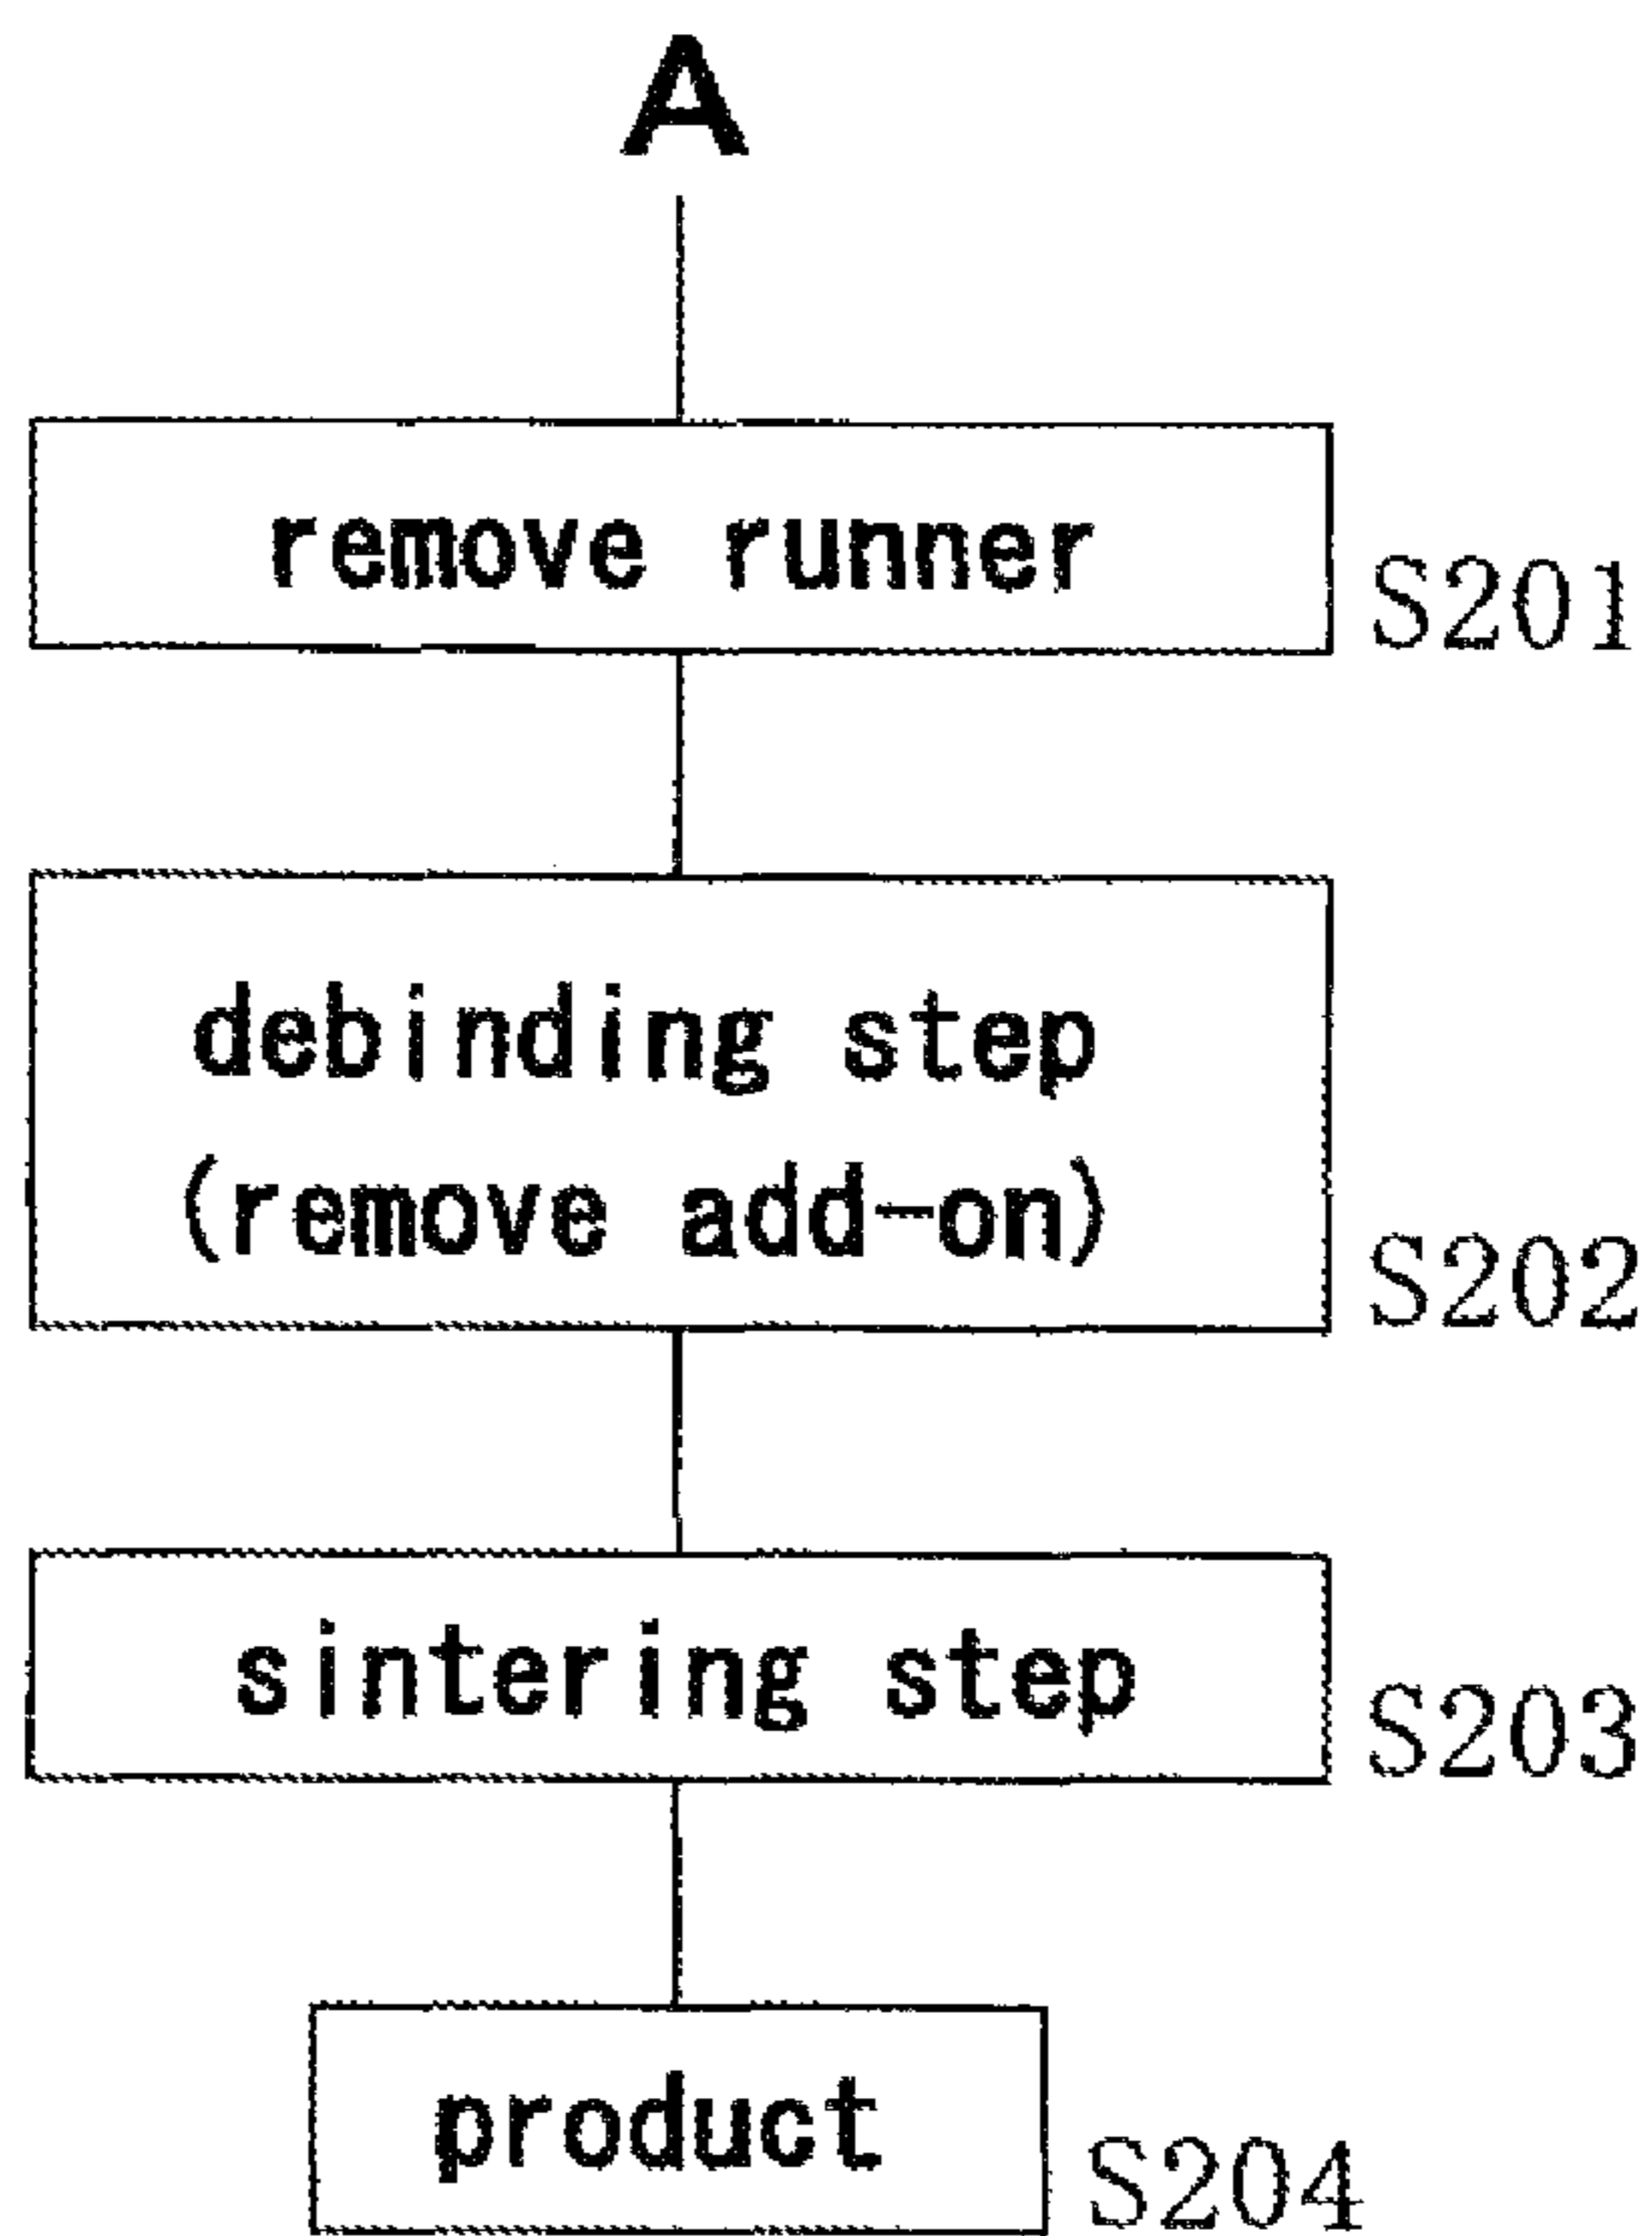 A
remove runner
S201
debinding step
(remove add-on)
S202
sintering step
S203
product
S204